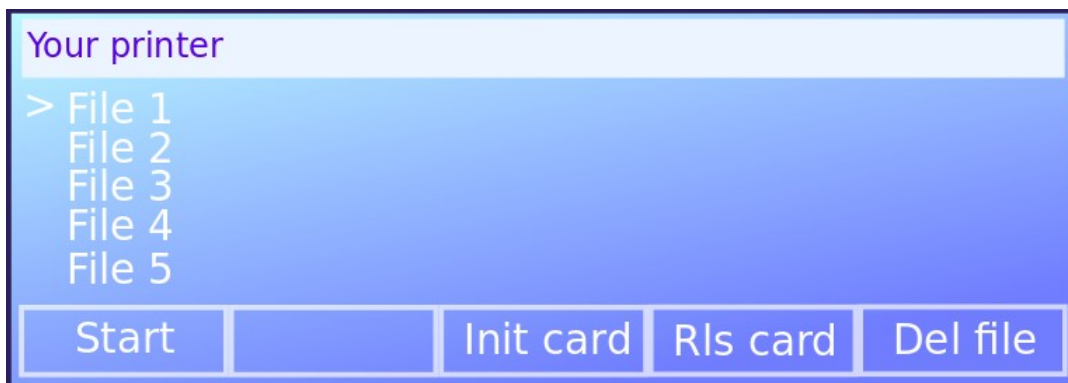 Your printer
> File 1
File 2
File 3
File 4
File 5
Start Init card Rls card Del file